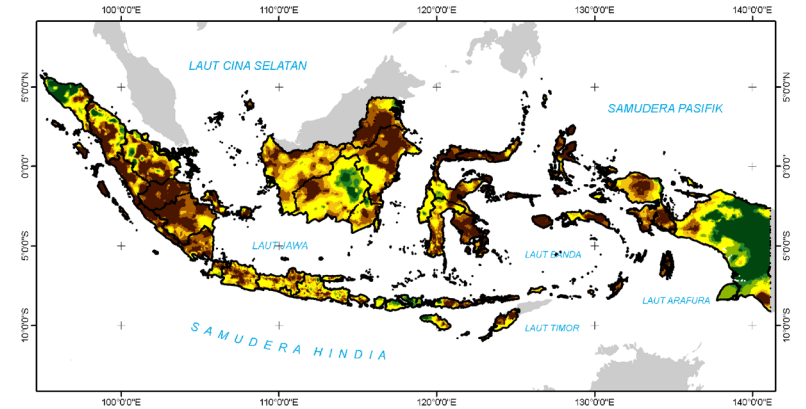 100°0'0"E 110°0'0"E 120°0'0"E 130°0'0"E 140°0'0"E
LAUT CINA SELATAN
5°0'0"N 5°0'0"N
SAMUDERA PASIFIK
0°0'0" 0°0'0"
5°0'0"S 5°0'0"S
LAUT JAWA
LAUT BANDA
LAUT ARAFURA
10°0'0"S 10°0'0"S
LAUT TIMOR
SAMUDERA HINDIA
100°0'0"E 110°0'0"E 120°0'0"E 130°0'0"E 140°0'0"E